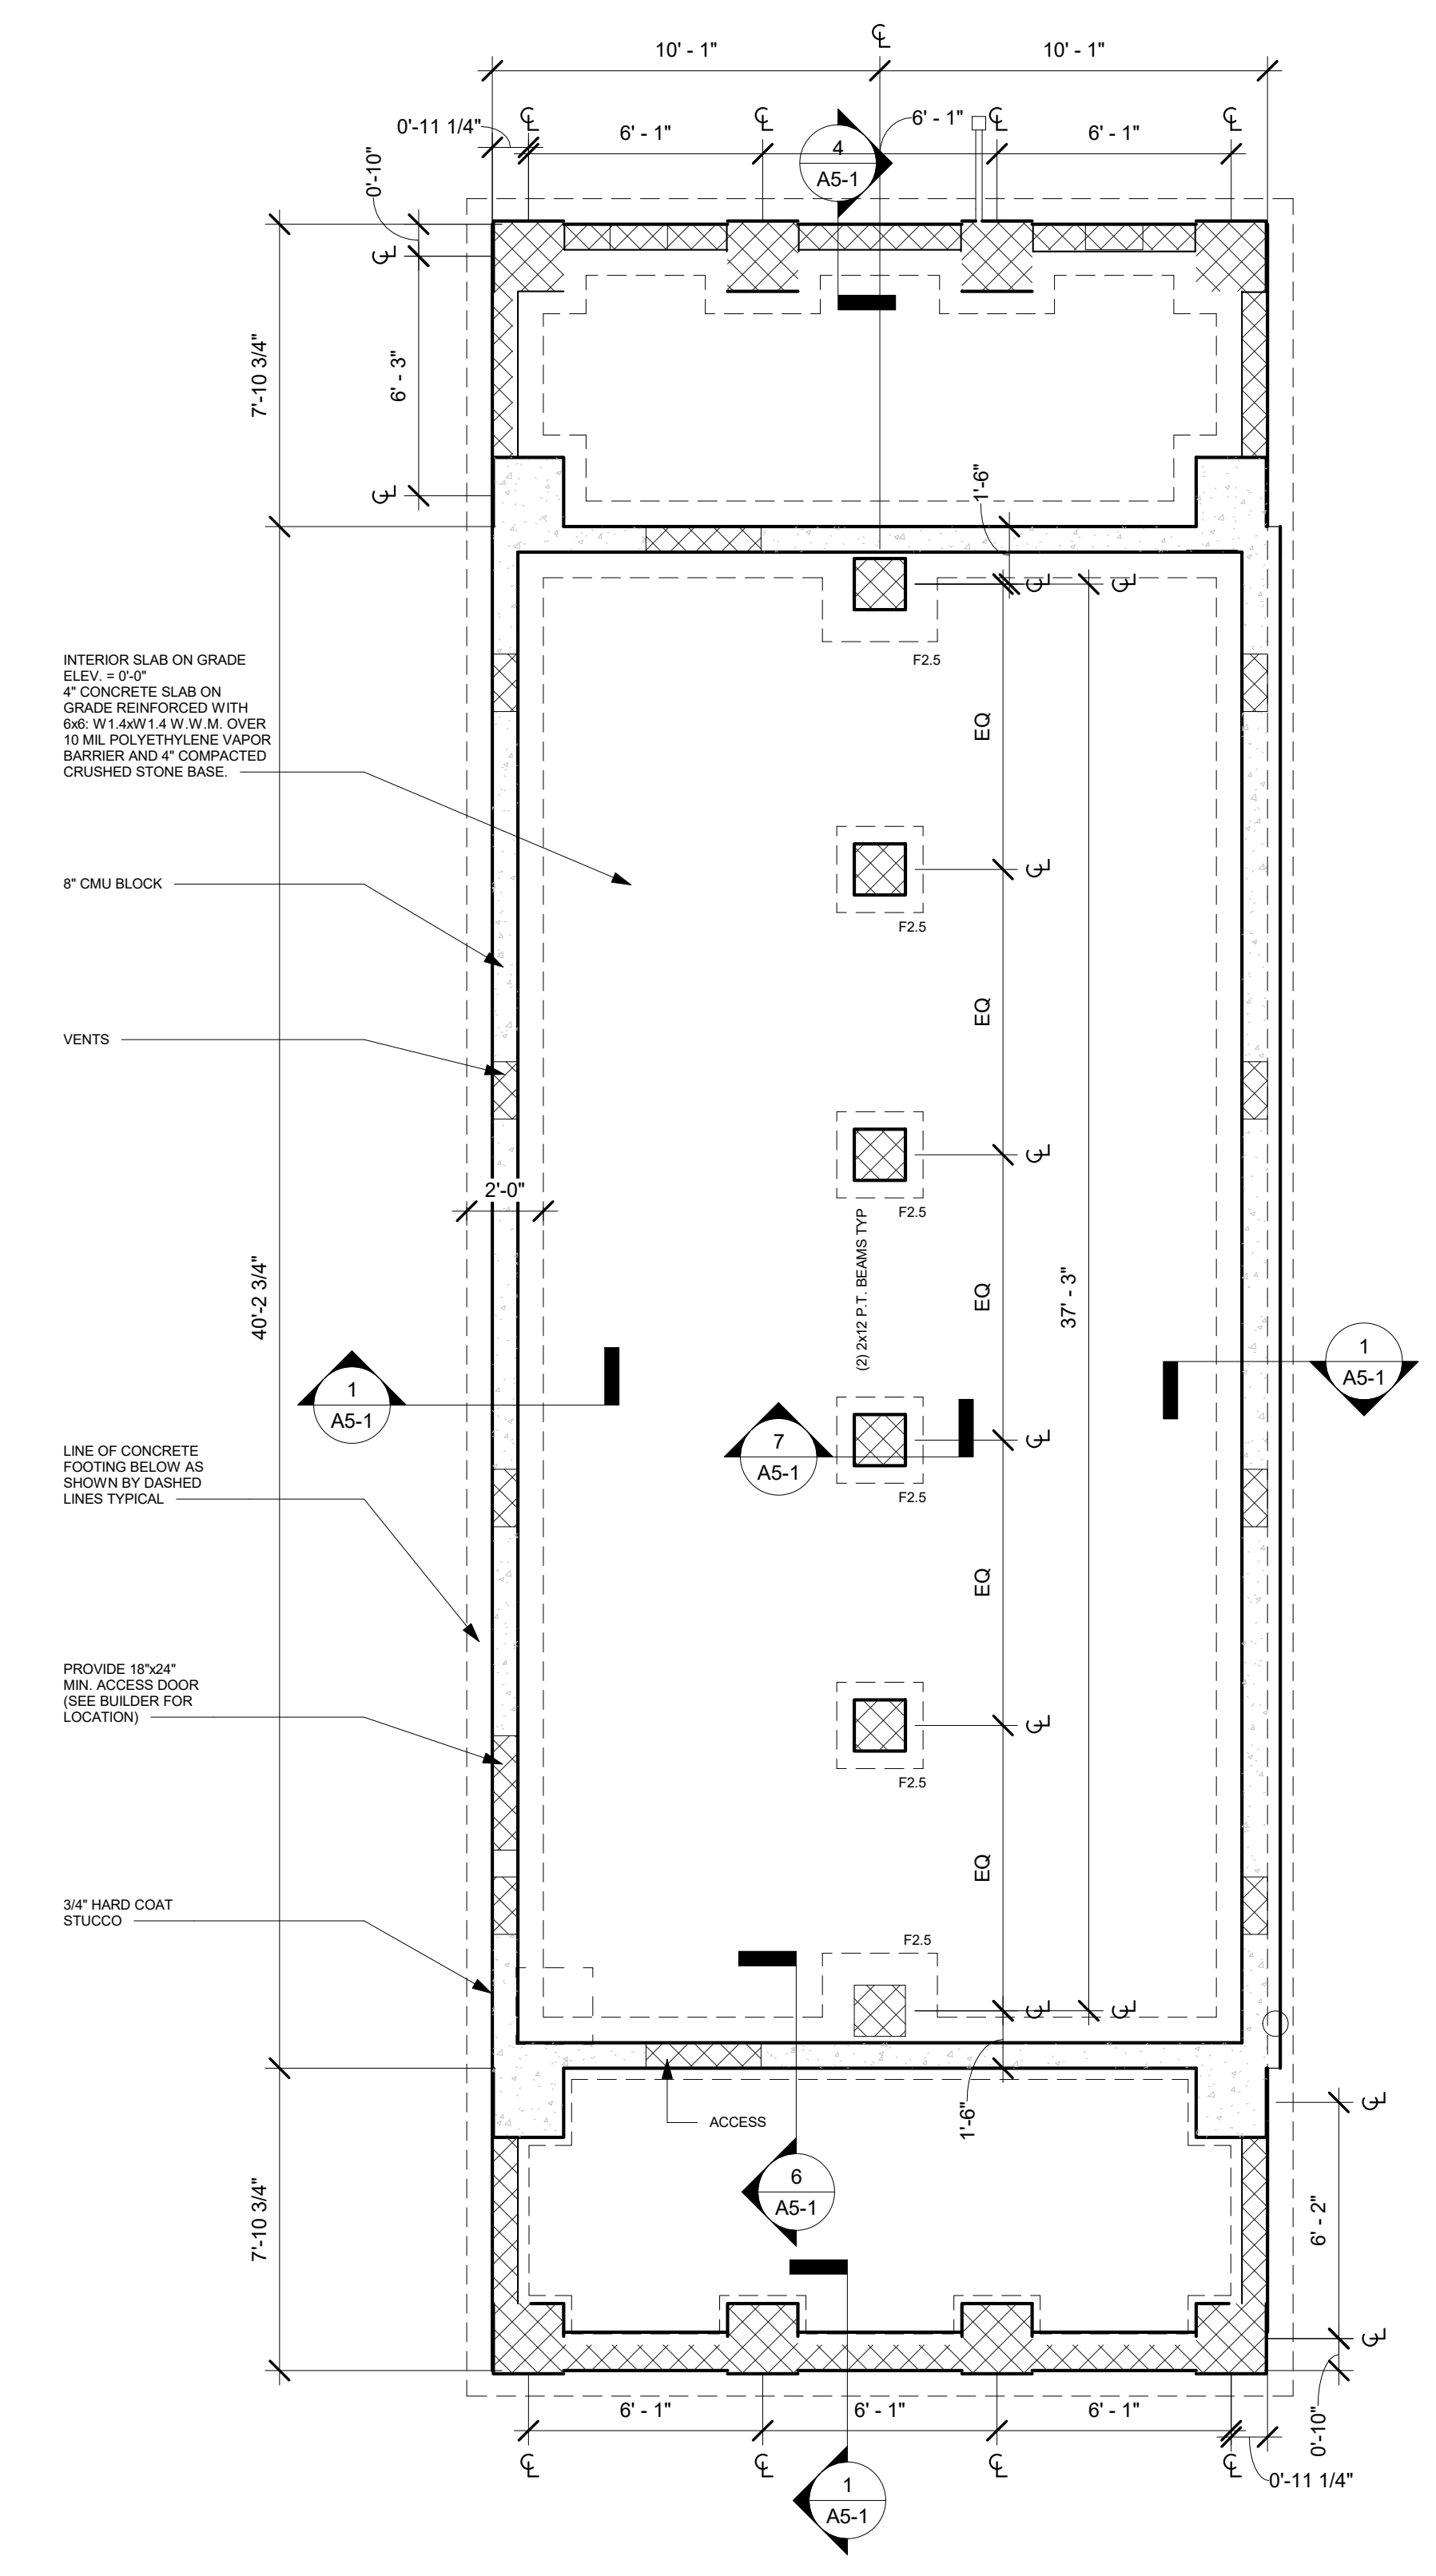 ℄
10' - 1"
10' - 1"
0'-11 1/4"
℄
6' - 1"
℄
4
A5-1
6' - 1"
℄
6' - 1"
℄
0'-10"
℄
7'-10 3/4"
6' - 3"
℄
1'-6"
℄
℄
F2.5
INTERIOR SLAB ON GRADE
ELEV. = 0'-0"
4" CONCRETE SLAB ON
GRADE REINFORCED WITH
6x6: W1.4xW1.4 W.W.M. OVER
10 MIL POLYETHYLENE VAPOR
BARRIER AND 4" COMPACTED
CRUSHED STONE BASE.
EQ
8" CMU BLOCK
℄
F2.5
EQ
VENTS
℄
2'-0"
F2.5
(2) 2x12 P.T. BEAMS TYP
EQ
37' - 3"
40'-2 3/4"
1
A5-1
1
A5-1
7
A5-1
℄
F2.5
LINE OF CONCRETE
FOOTING BELOW AS
SHOWN BY DASHED
LINES TYPICAL
EQ
PROVIDE 18"x24"
MIN. ACCESS DOOR
(SEE BUILDER FOR
LOCATION)
℄
F2.5
EQ
3/4" HARD COAT
STUCCO
F2.5
℄
℄
1'-6"
ACCESS
℄
6
A5-1
7'-10 3/4"
6' - 2"
℄
0'-10"
6' - 1"
6' - 1"
6' - 1"
℄
℄
℄
℄
0'-11 1/4"
1
A5-1